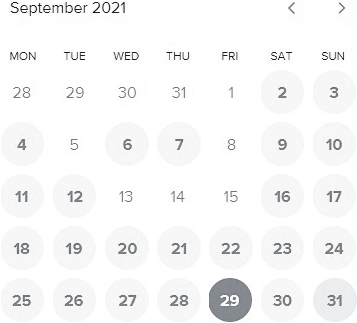 September 2021
MON TUE WED THU FRI SAT SUN
28 29 30 31 1 2 3
4 5 6 7 8 9 10
11 12 13 14 15 16 17
18 19 20 21 22 23 24
25 26 27 28 29 30 31